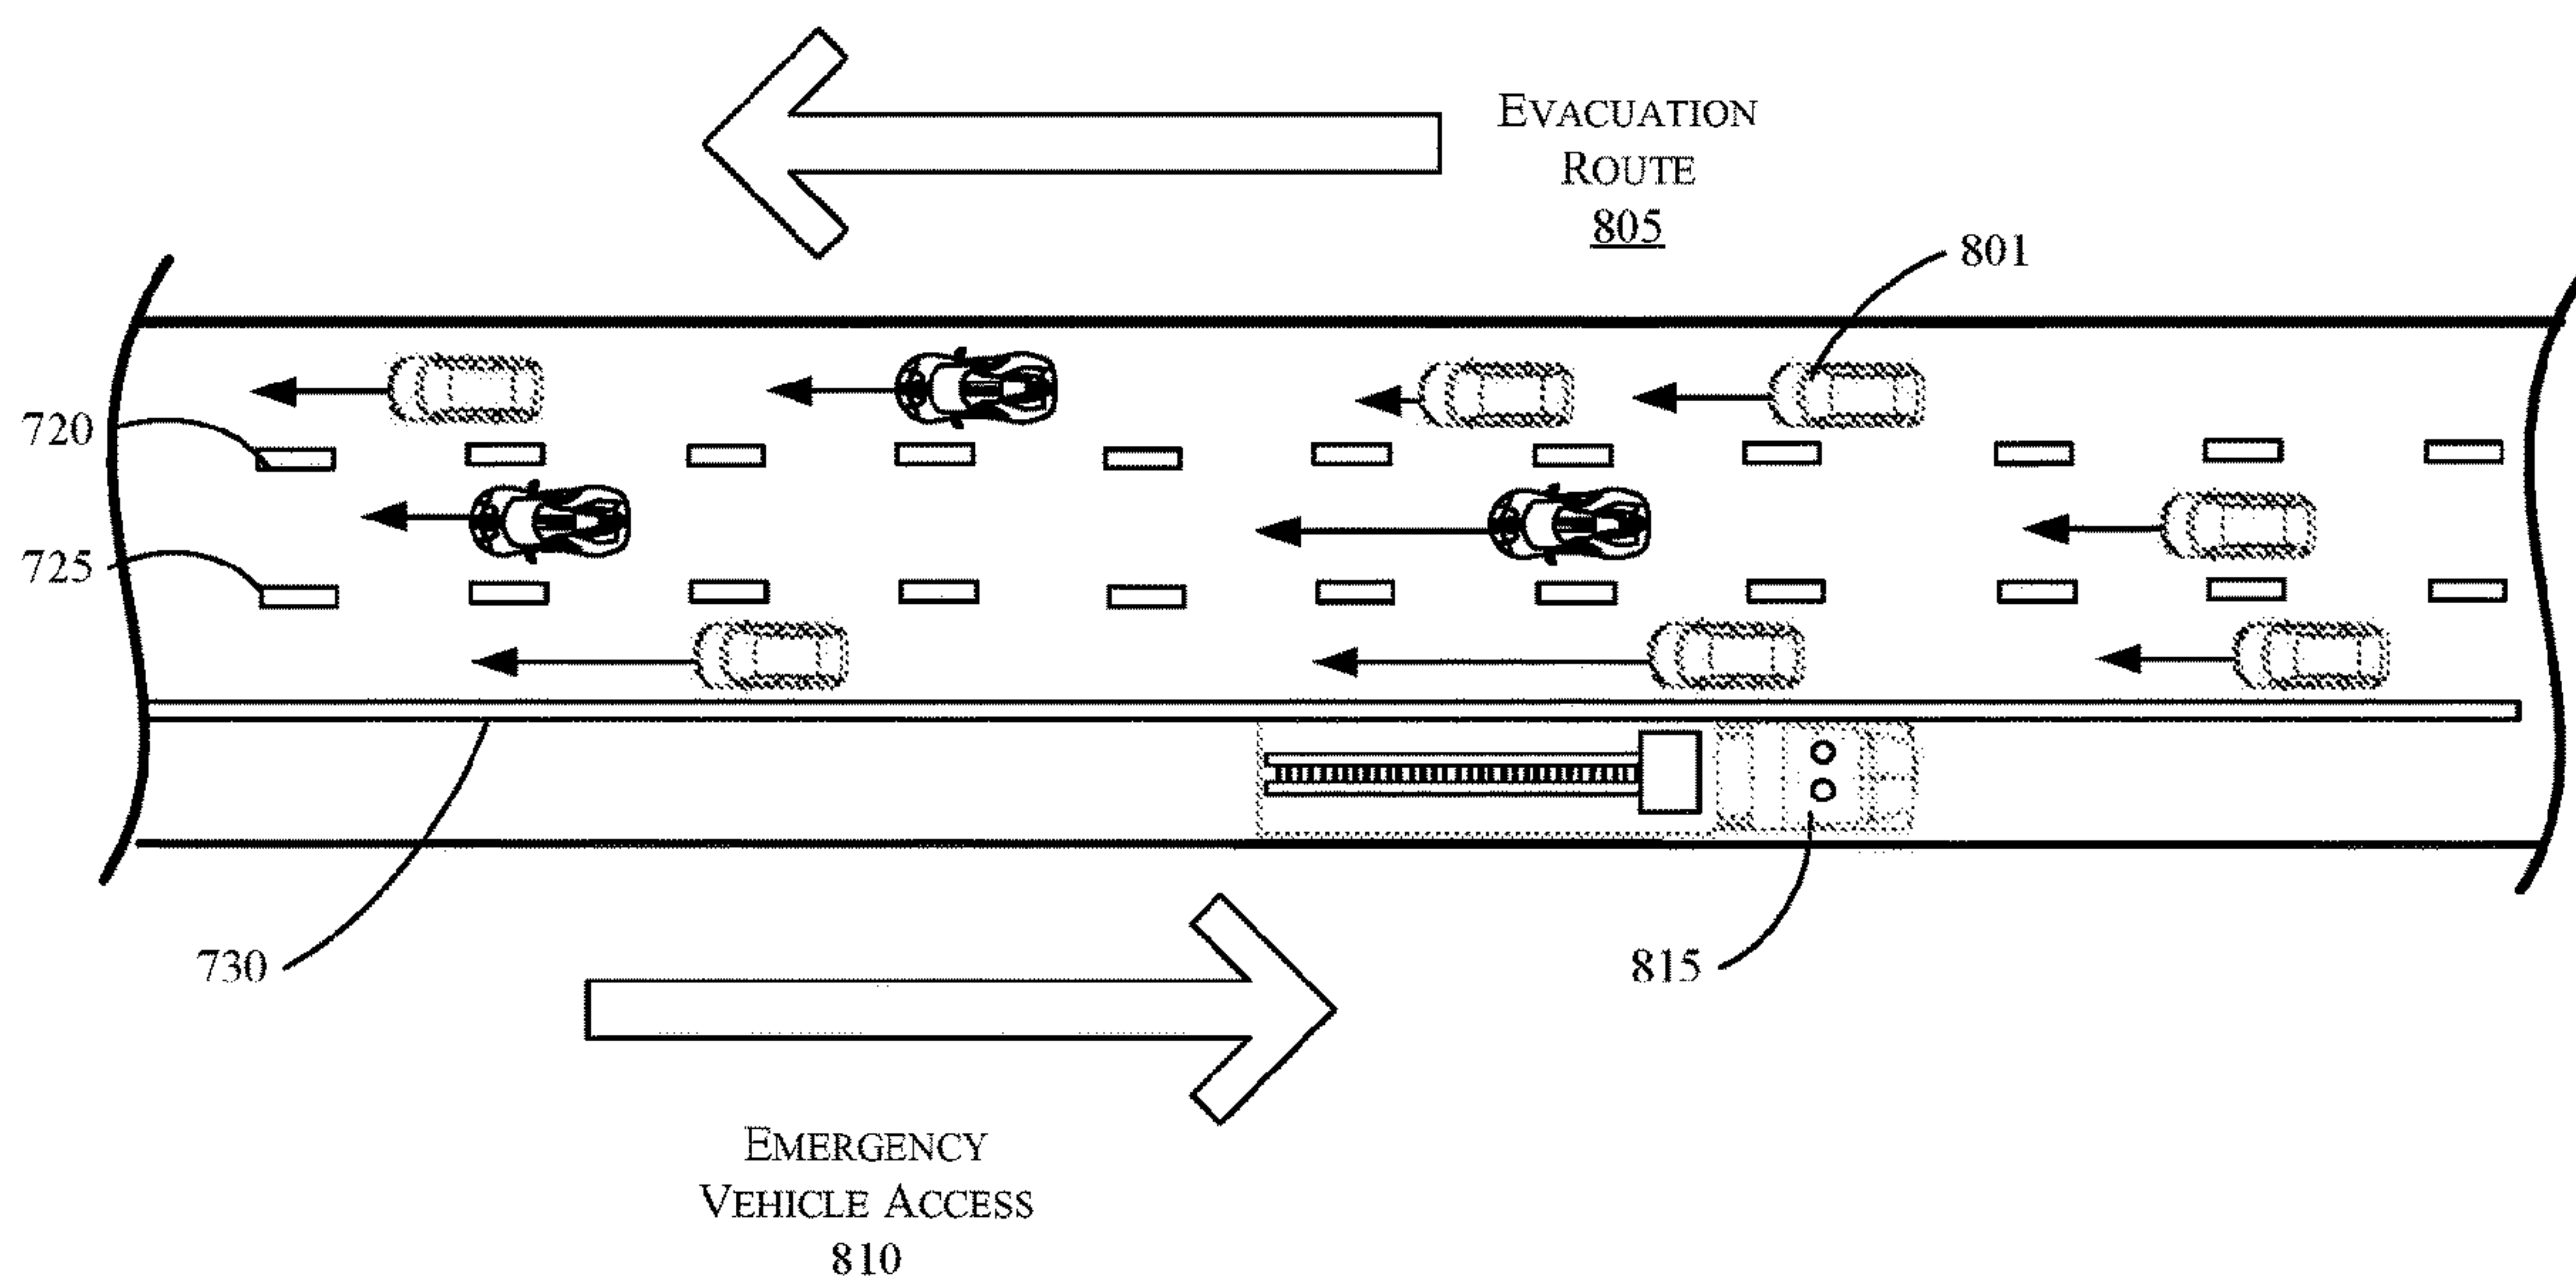 EVACUATION
ROUTE
805
801
720
725
730
815
EMERGENCY
VEHICLE ACCESS
810